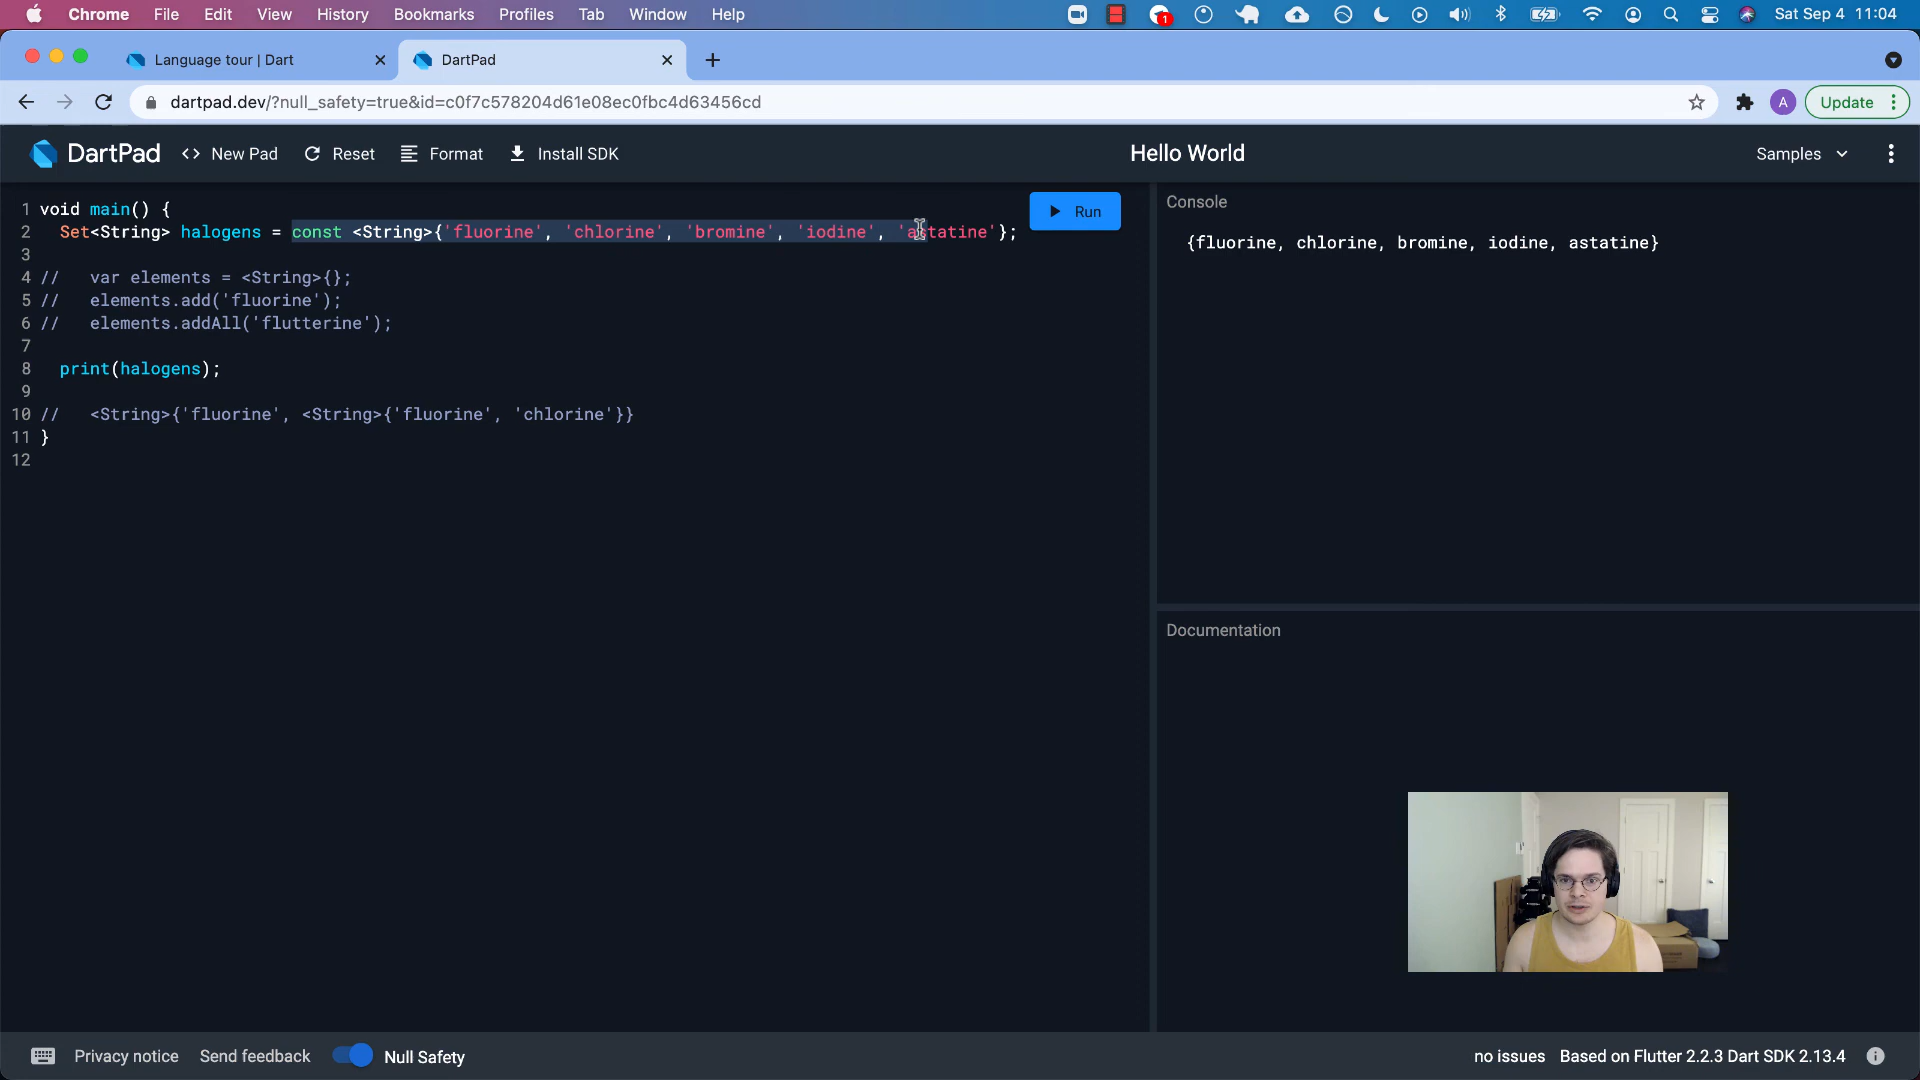 Chrome File Edit View History Bookmarks Profiles Tab Window Help 1 Sat Sep 4 11:04
Language tour | Dart DartPad
dartpad.dev/?null_safety=true&id=c0f7c578204d61e08ec0fbc4d63456cd A Update
DartPad <> New Pad Reset Format Install SDK Hello World Samples
Run
Console
1 void main() {
2 Set<String> halogens = const <String>{'fluorine', 'chlorine', 'bromine', 'iodine', 'astatine'};
{fluorine, chlorine, bromine, iodine, astatine}
3
4 // var elements = <String>{};
5 // elements.add('fluorine');
6 // elements.addAll('flutterine');
7
8 print(halogens);
9
10 // <String>{'fluorine', <String>{'fluorine', 'chlorine'}}
11 }
12
Documentation
Privacy notice Send feedback Null Safety no issues Based on Flutter 2.2.3 Dart SDK 2.13.4